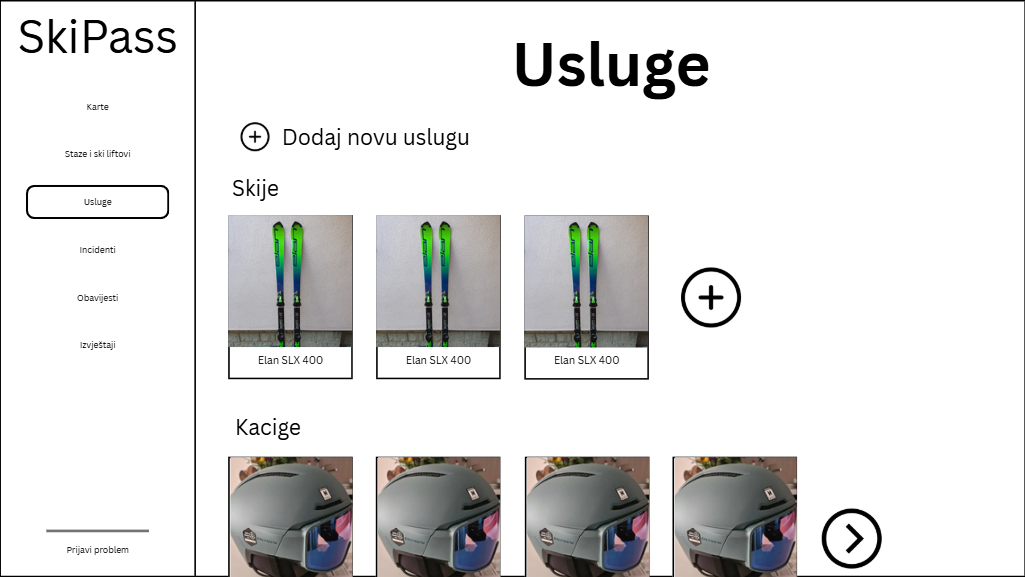 SkiPass
Karte
Staze i ski liftovi
Usluge
Incidenti
Obavijesti
Izvještaji
Prijavi problem
Usluge
Dodaj novu uslugu
Skije
Elan SLX 400
Elan SLX 400
Elan SLX 400
Kacige